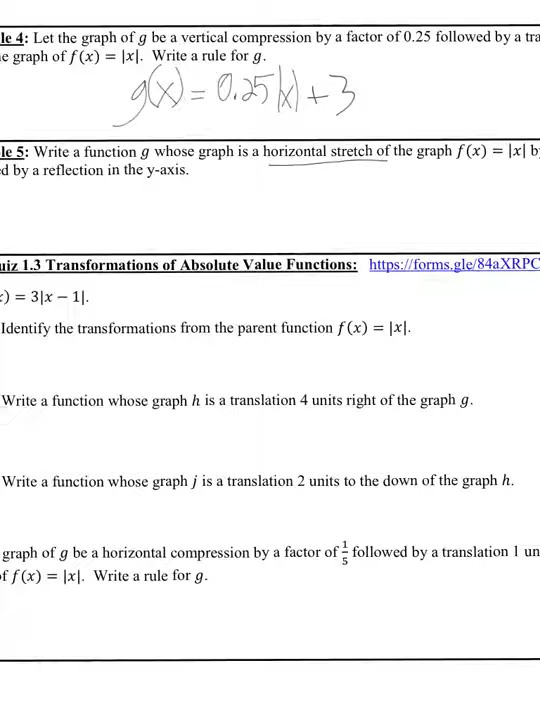 le 4: Let the graph of g be a vertical compression by a factor of 0.25 followed by a tra
e graph of f(x) = |x|. Write a rule for g.
g(x) = 0.25|x| + 3
le 5: Write a function g whose graph is a horizontal stretch of the graph f(x) = |x| b
d by a reflection in the y-axis.
uiz 1.3 Transformations of Absolute Value Functions: https://forms.gle/84aXRPC
) = 3|x − 1|.
Identify the transformations from the parent function f(x) = |x|.
Write a function whose graph h is a translation 4 units right of the graph g.
Write a function whose graph j is a translation 2 units to the down of the graph h.
graph of g be a horizontal compression by a factor of 1/5 followed by a translation 1 un
of f(x) = |x|. Write a rule for g.